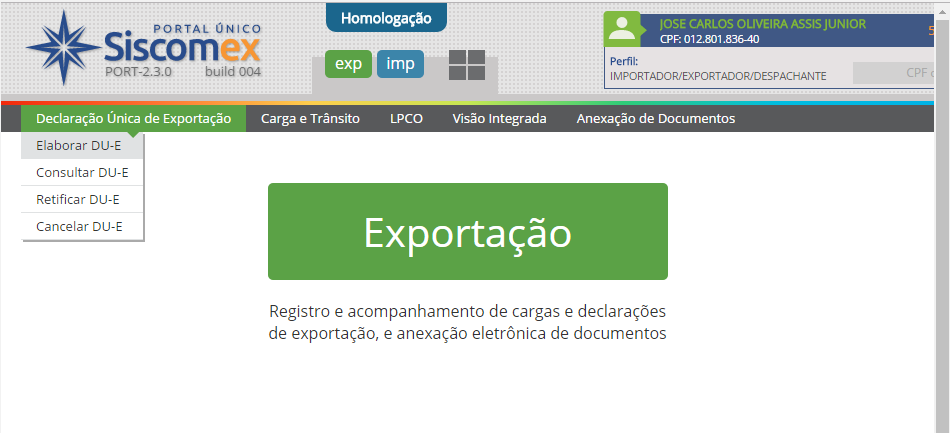 Homologação
PORTAL ÚNICO
Siscomex
PORT-2.3.0 build 004
exp imp
JOSE CARLOS OLIVEIRA ASSIS JUNIOR
CPF: 012.801.836-40
5
Perfil:
IMPORTADOR/EXPORTADOR/DESPACHANTE
CPF
Declaração Única de Exportação Carga e Trânsito LPCO Visão Integrada Anexação de Documentos
Elaborar DU-E
Consultar DU-E
Retificar DU-E
Cancelar DU-E
Exportação
Registro e acompanhamento de cargas e declarações
de exportação, e anexação eletrônica de documentos